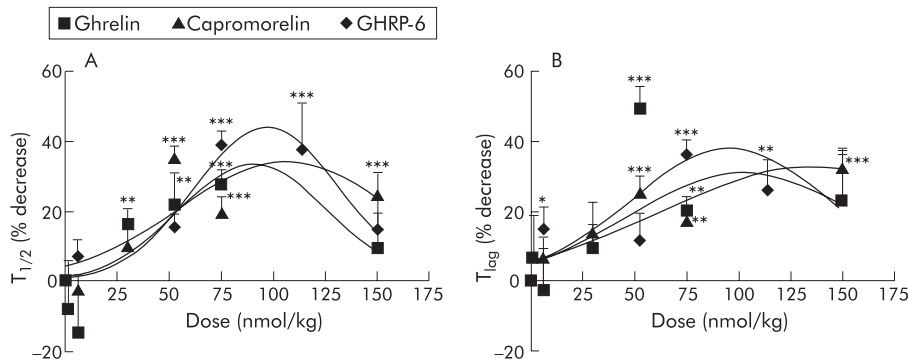 ■ Ghrelin ▲ Capromorelin ◆ GHRP-6
A
T1/2 (% decrease)
60
40
20
0
−20
25 50 75 100 125 150 175
Dose (nmol/kg)
** *** ** *** *** *** *** ***
B
Tlag (% decrease)
60
40
20
0
−20
25 50 75 100 125 150 175
Dose (nmol/kg)
* *** *** *** ** ** ** ***